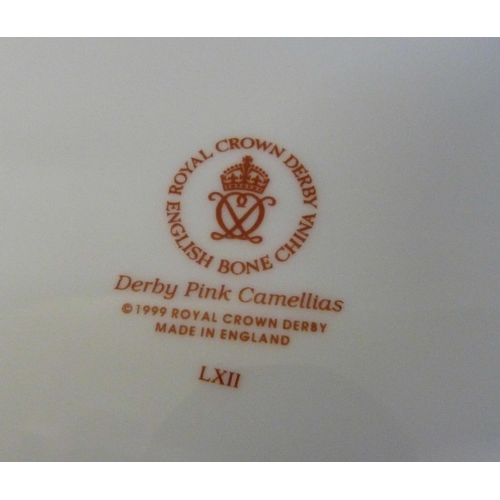 ROYAL CROWN DERBY
ENGLISH BONE CHINA
Derby Pink Camellias
© 1999 ROYAL CROWN DERBY
MADE IN ENGLAND
LXII